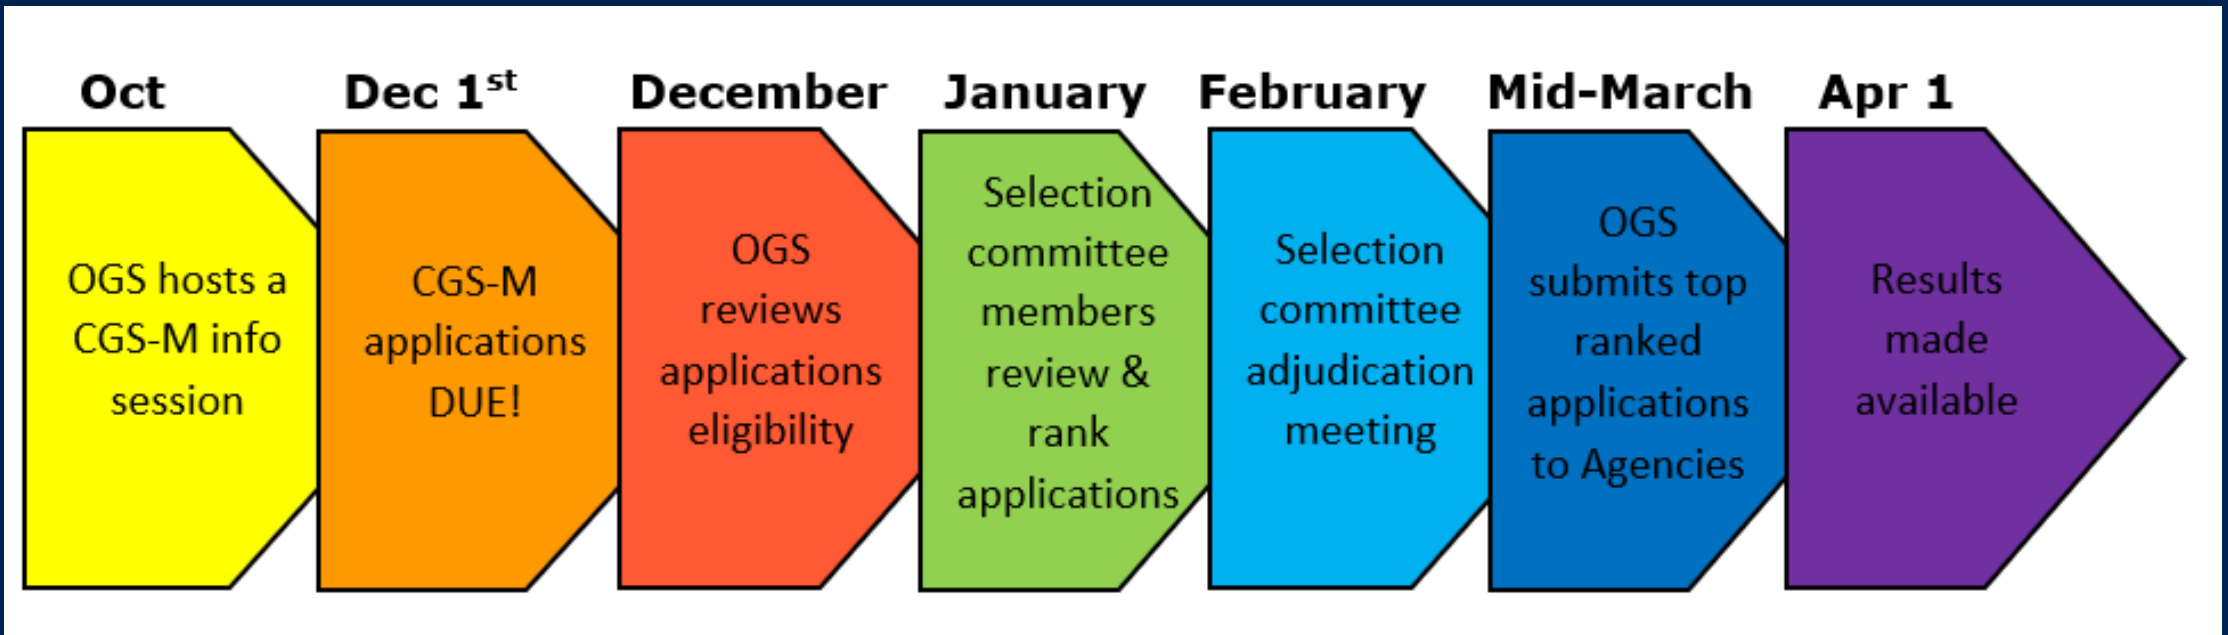 Oct
OGS hosts a
CGS-M info
session
Dec 1st
CGS-M
applications
DUE!
December
OGS
reviews
applications
eligibility
January
Selection
committee
members
review &
rank
applications
February
Selection
committee
adjudication
meeting
Mid-March
OGS
submits top
ranked
applications
to Agencies
Apr 1
Results
made
available